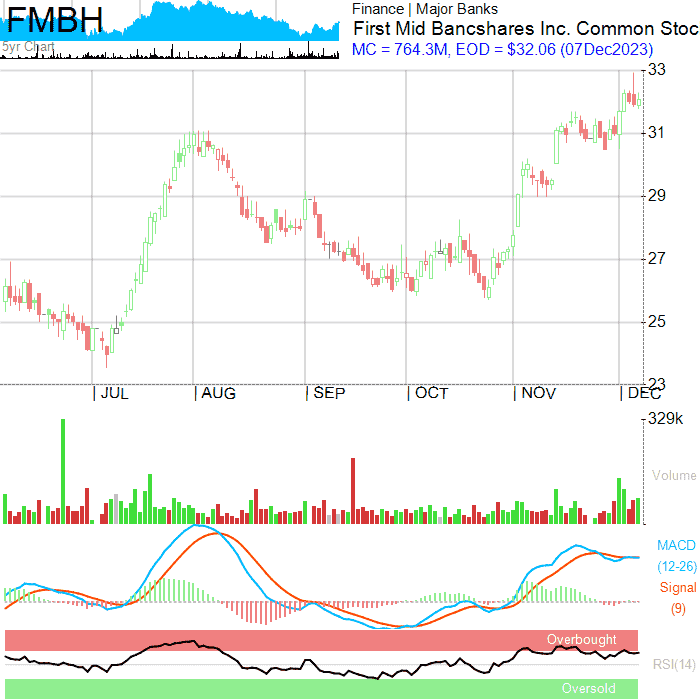 FMBH
5yr Chart
Finance | Major Banks
First Mid Bancshares Inc. Common Stoc
MC = 764.3M, EOD = $32.06 (07Dec2023)
33
31
29
27
25
23
| JUL | AUG | SEP | OCT | NOV | DEC
329k
Volume
MACD
(12-26)
Signal
(9)
Overbought
RSI(14)
Oversold